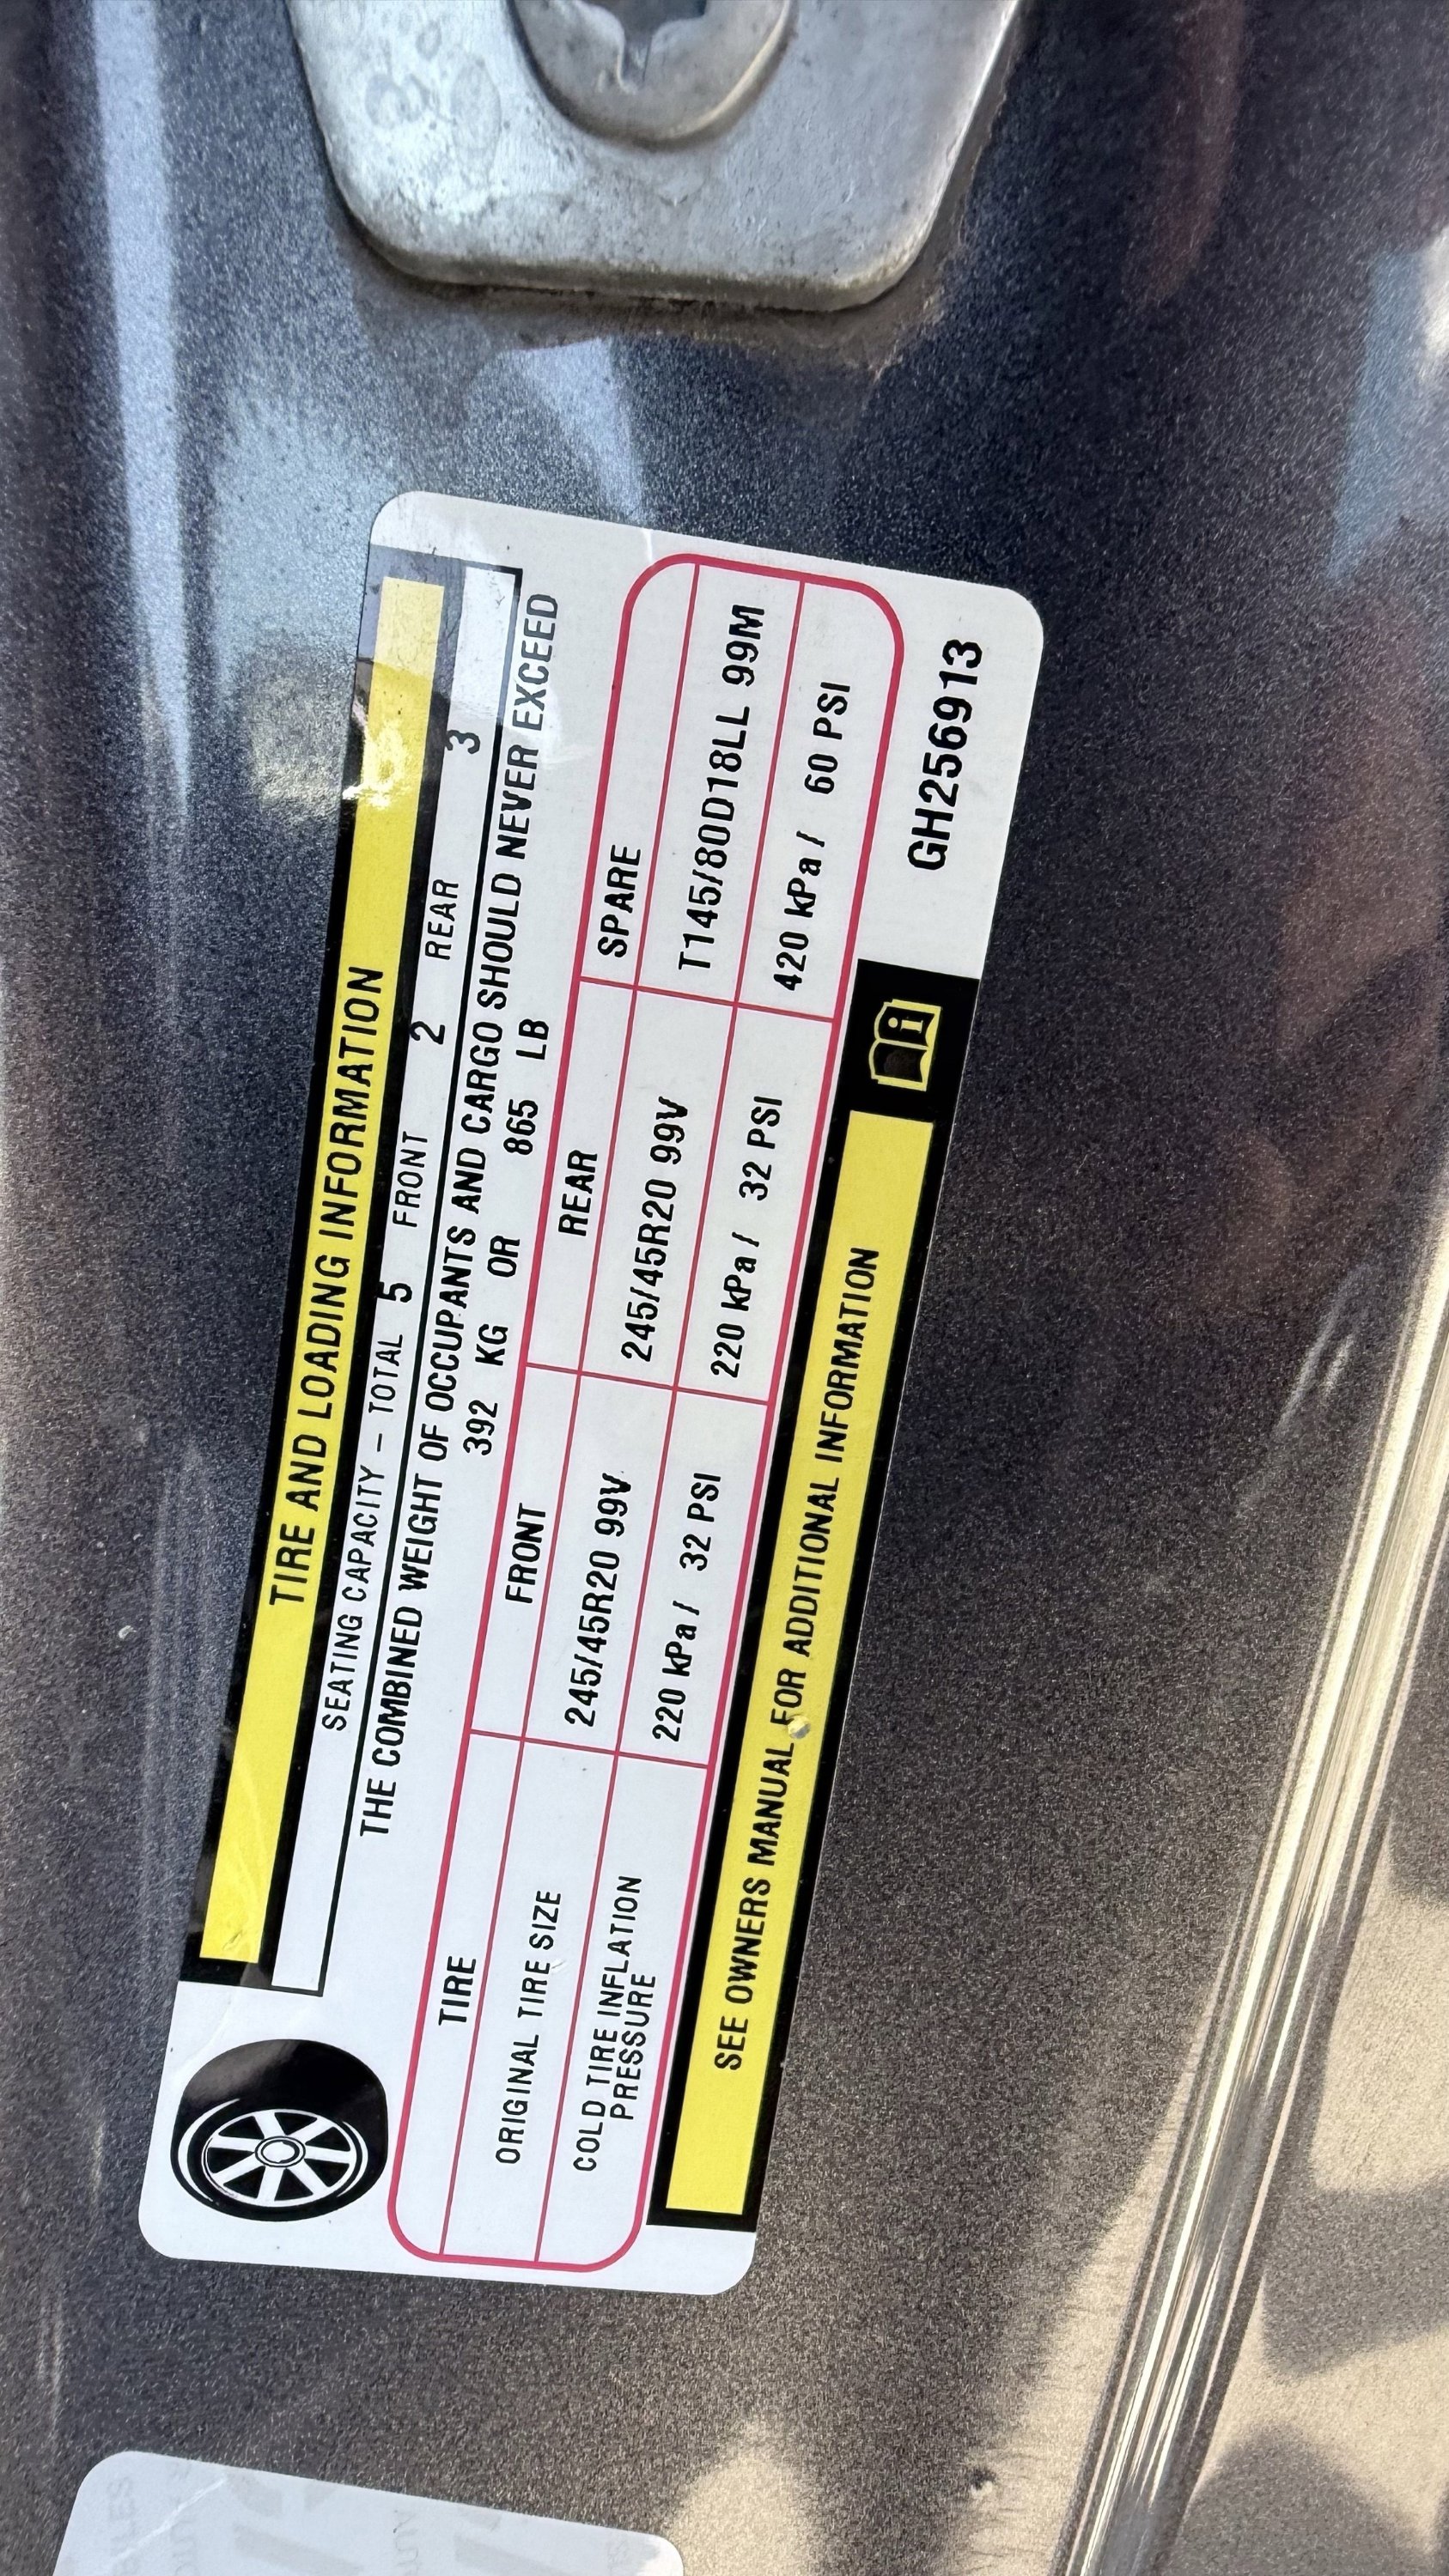 TIRE AND LOADING INFORMATION
SEATING CAPACITY – TOTAL 5 FRONT 2 REAR 3
THE COMBINED WEIGHT OF OCCUPANTS AND CARGO SHOULD NEVER EXCEED
392 KG OR 865 LB
TIRE FRONT REAR SPARE
ORIGINAL TIRE SIZE 245/45R20 99V 245/45R20 99V T145/80D18LL 99M
COLD TIRE INFLATION PRESSURE 220 kPa / 32 PSI 220 kPa / 32 PSI 420 kPa / 60 PSI
SEE OWNERS MANUAL FOR ADDITIONAL INFORMATION
GH256913